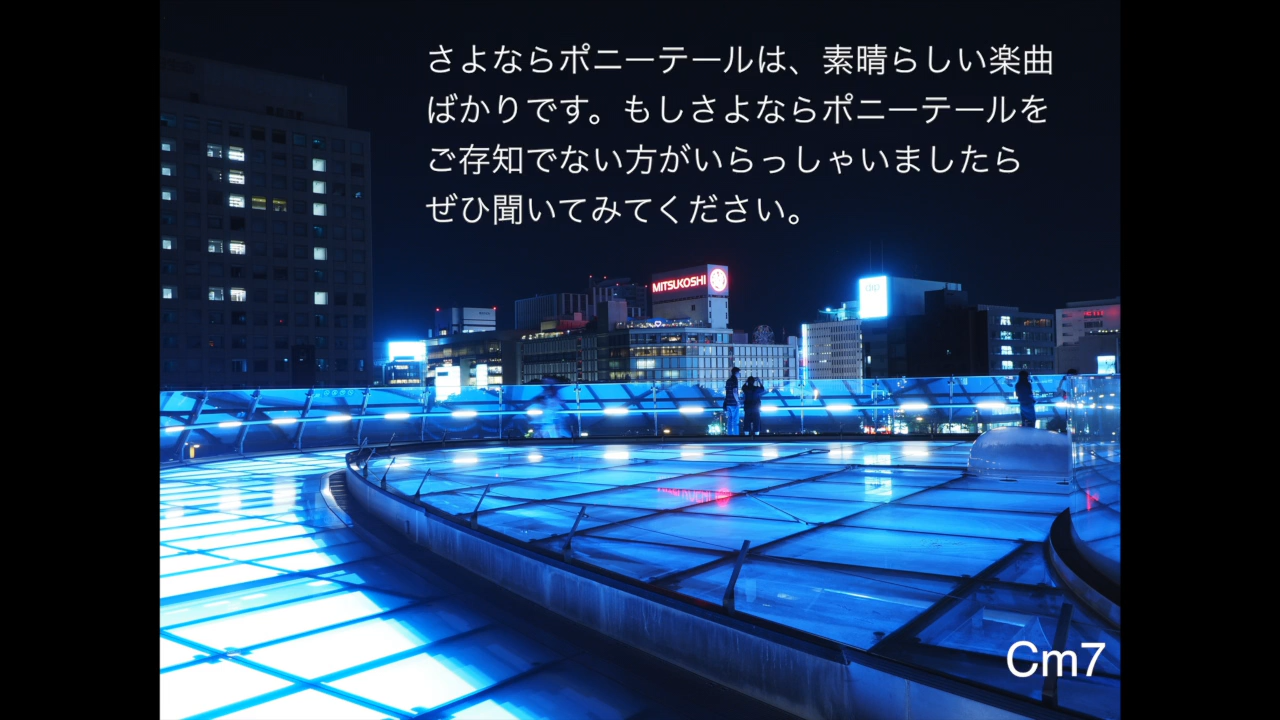 さよならポニーテールは、素晴らしい楽曲
ばかりです。もしさよならポニーテールを
ご存知でない方がいらっしゃいましたら
ぜひ聞いてみてください。
MITSUKOSHI
Cm7